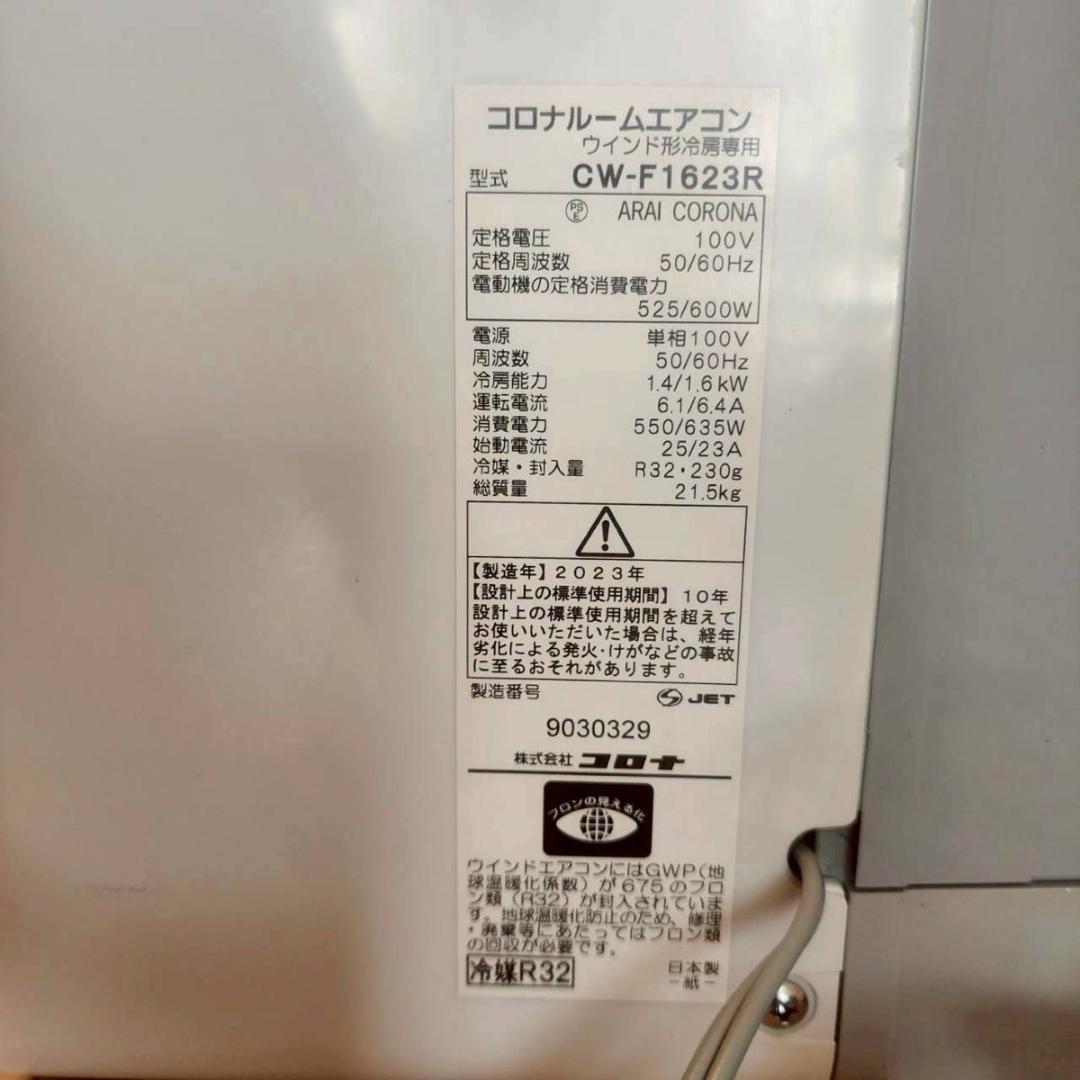 コロナルームエアコン
ウインド形冷房専用
型式 CW-F1623R
PS E ARAI CORONA
定格電圧 100V
定格周波数 50/60Hz
電動機の定格消費電力
525/600W
電源 単相100V
周波数 50/60Hz
冷房能力 1.4/1.6kW
運転電流 6.1/6.4A
消費電力 550/635W
始動電流 25/23A
冷媒・封入量 R32・230g
総質量 21.5kg
【製造年】2023年
【設計上の標準使用期間】10年
設計上の標準使用期間を超えて
お使いいただいた場合は、経年
劣化による発火・けがなどの事故
に至るおそれがあります。
製造番号 S JET
9030329
株式会社 コロナ
フロンの見える化
ウインドエアコンにはGWP(地
球温暖化係数)が675のフロ
ン類(R32)が封入されていま
す。地球温暖化防止のため、修理
・廃棄等にあたってはフロン類
の回収が必要です。
冷媒R32 日本製
-紙-